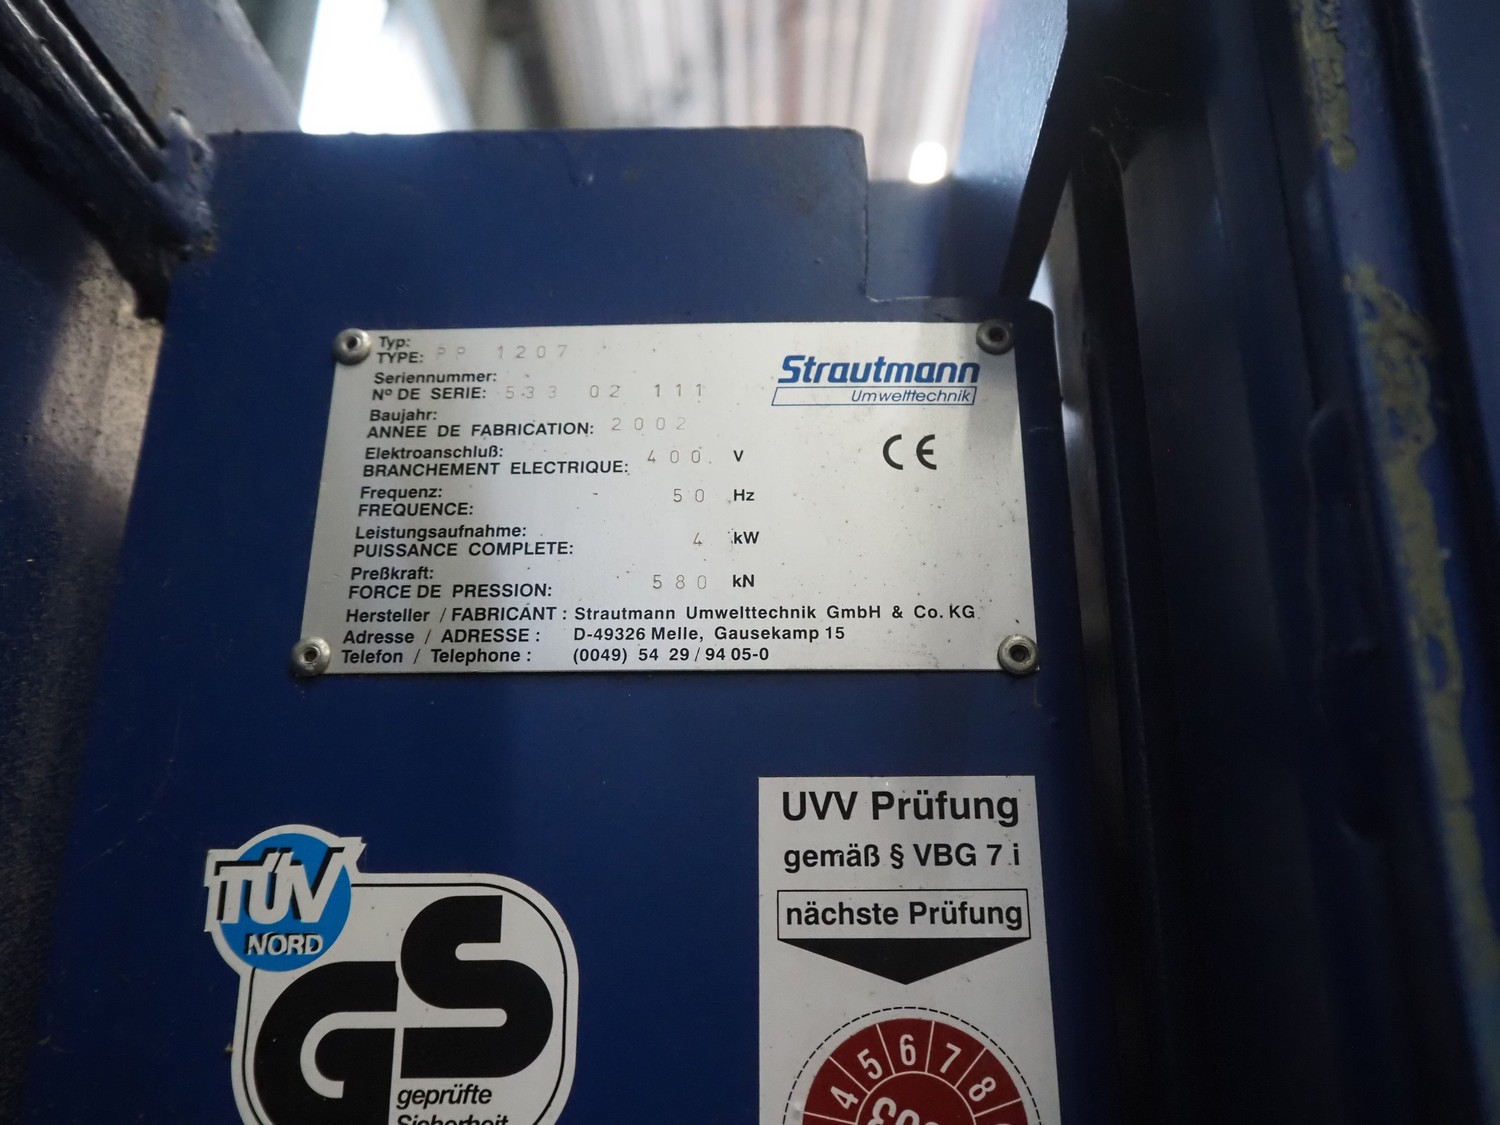 Typ:
TYPE: PP 1207
Seriennummer:
Nº DE SERIE: 533 02 111
Baujahr:
ANNEE DE FABRICATION: 2002
Elektroanschluß:
BRANCHEMENT ELECTRIQUE: 400 V
Frequenz:
FREQUENCE: 50 Hz
Leistungsaufnahme:
PUISSANCE COMPLETE: 4 kW
Preßkraft:
FORCE DE PRESSION: 580 kN
Hersteller / FABRICANT : Strautmann Umwelttechnik GmbH & Co. KG
Adresse / ADRESSE : D-49326 Melle, Gausekamp 15
Telefon / Telephone : (0049) 54 29 / 94 05-0
Strautmann
Umwelttechnik
CE
TÜV
NORD
GS
geprüfte
Sicherheit
UVV Prüfung
gemäß § VBG 7 i
nächste Prüfung
4 5 6 7 8
03